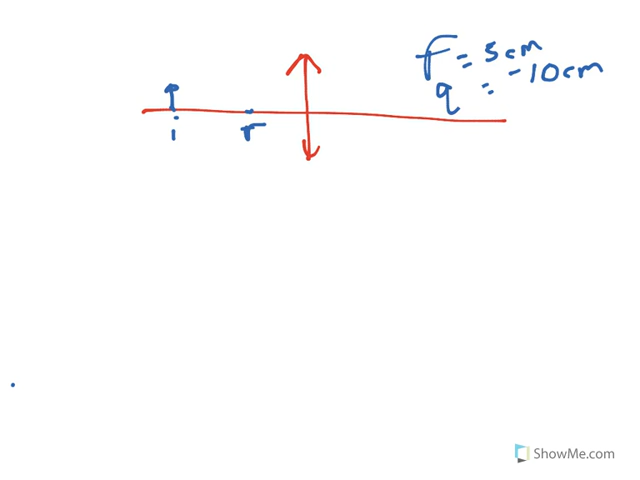 f = 5cm
q = -10cm
i
F
ShowMe.com